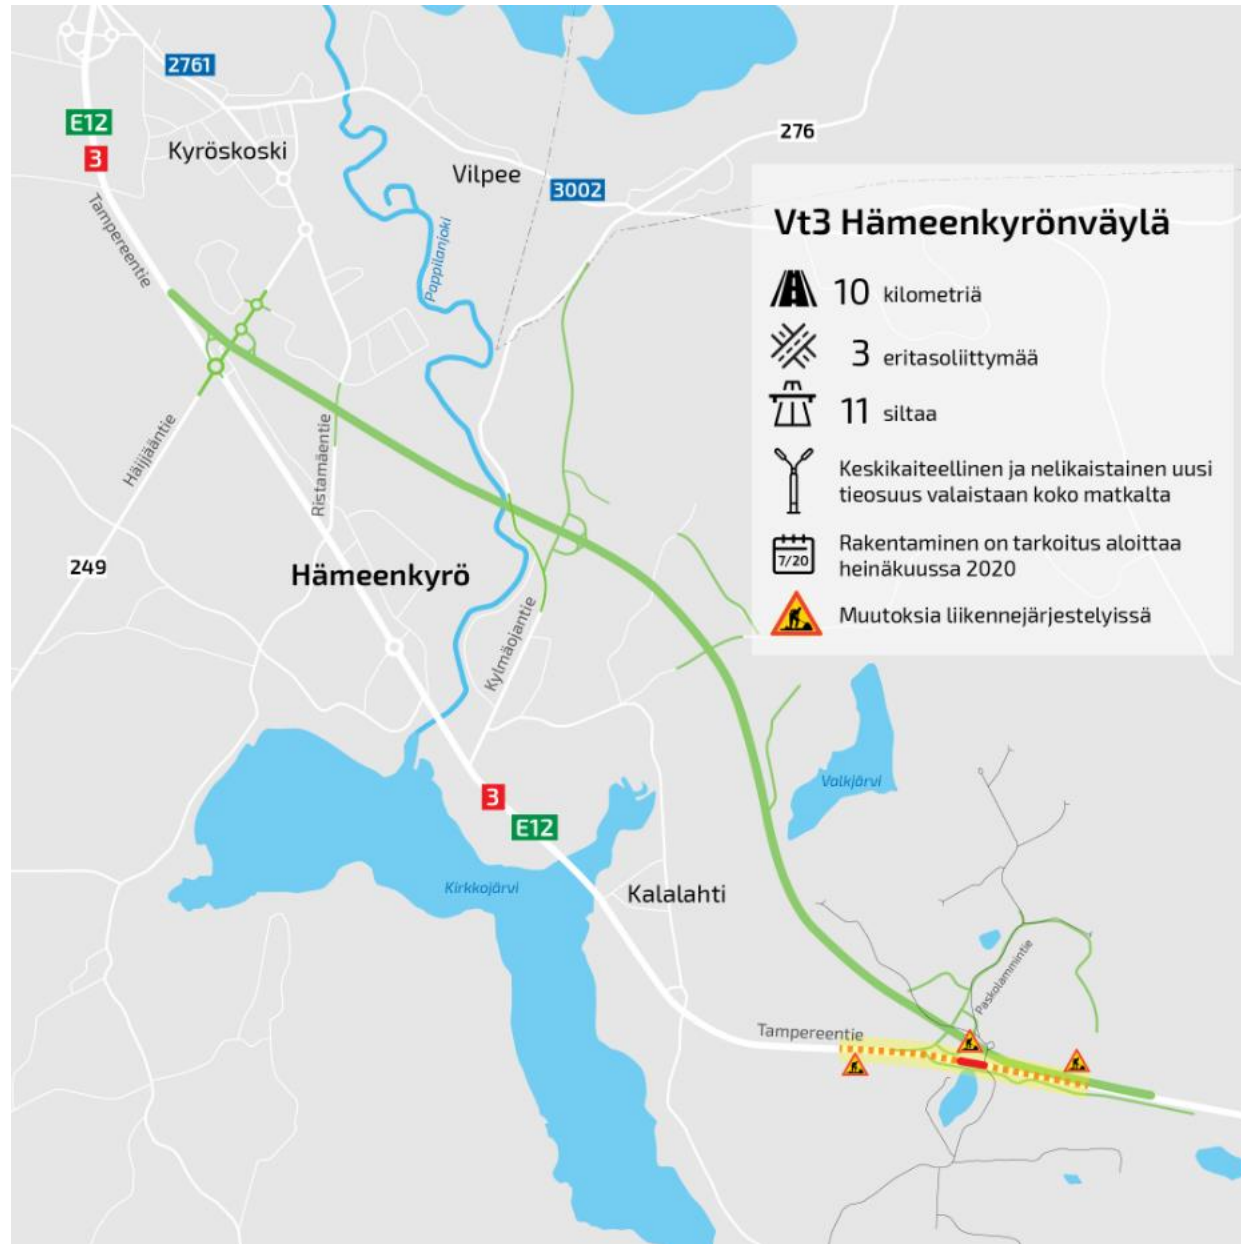 2761
E12
3
Kyröskoski
Tampereentie
Vilpee
3002
276
Pappilanjoki
Vt3 Hämeenkyrönväylä
10 kilometriä
3 eritasoliittymää
11 siltaa
Keskikaiteellinen ja nelikaistainen uusi
tieosuus valaistaan koko matkalta
7/20
Rakentaminen on tarkoitus aloittaa
heinäkuussa 2020
Muutoksia liikennejärjestelyissä
Häijääntie
Ristamäentie
249
Hämeenkyrö
Kylmäojantie
3
E12
Valkjärvi
Kirkkojärvi
Kalalahti
Paskolammintie
Tampereentie